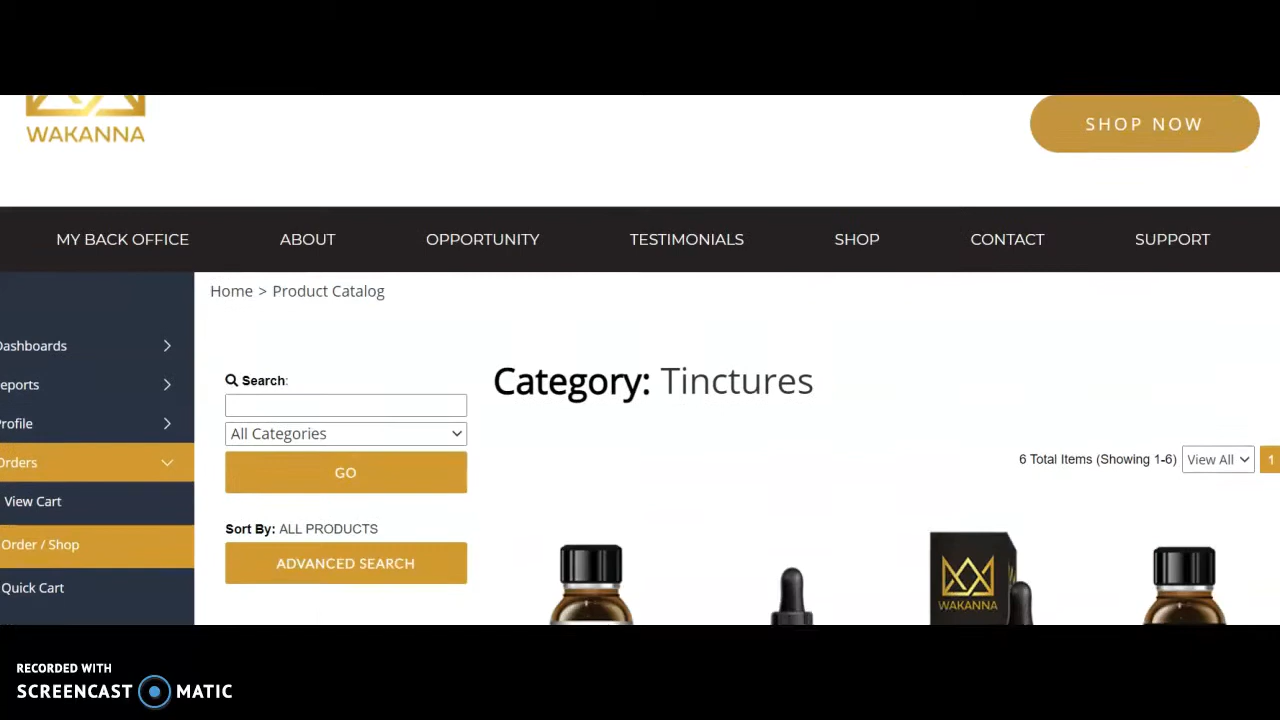 WAKANNA
SHOP NOW
MY BACK OFFICE ABOUT OPPORTUNITY TESTIMONIALS SHOP CONTACT SUPPORT
Home > Product Catalog
Dashboards
eports
Profile
Orders
View Cart
Order / Shop
Quick Cart
Search:
All Categories
GO
Sort By: ALL PRODUCTS
ADVANCED SEARCH
Category: Tinctures
6 Total Items (Showing 1-6) View All 1
WAKANNA
RECORDED WITH
SCREENCAST MATIC